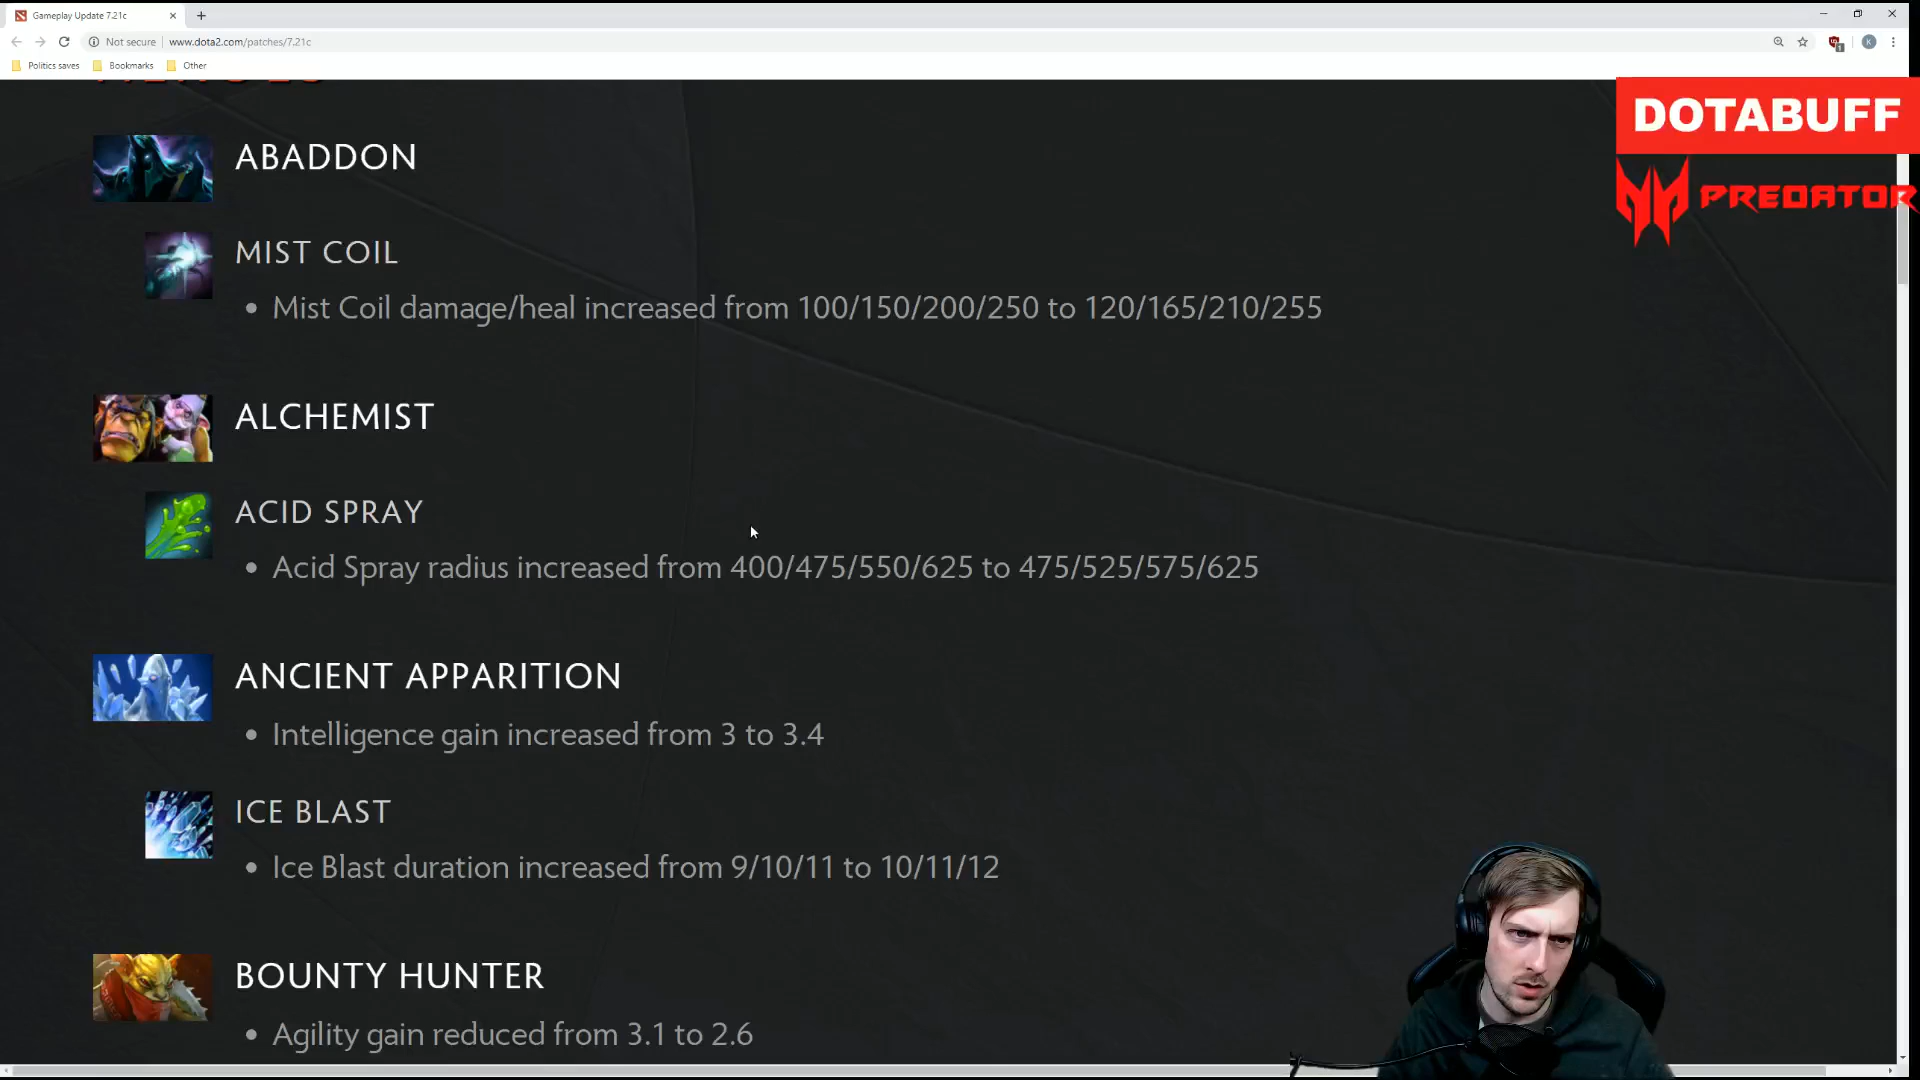 Gameplay Update 7.21c
Not secure
www.dota2.com/patches/7.21c
Politics saves
Bookmarks
Other
DOTABUFF
PREDATOR
ABADDON
MIST COIL
• Mist Coil damage/heal increased from 100/150/200/250 to 120/165/210/255
ALCHEMIST
ACID SPRAY
• Acid Spray radius increased from 400/475/550/625 to 475/525/575/625
ANCIENT APPARITION
• Intelligence gain increased from 3 to 3.4
ICE BLAST
• Ice Blast duration increased from 9/10/11 to 10/11/12
BOUNTY HUNTER
• Agility gain reduced from 3.1 to 2.6